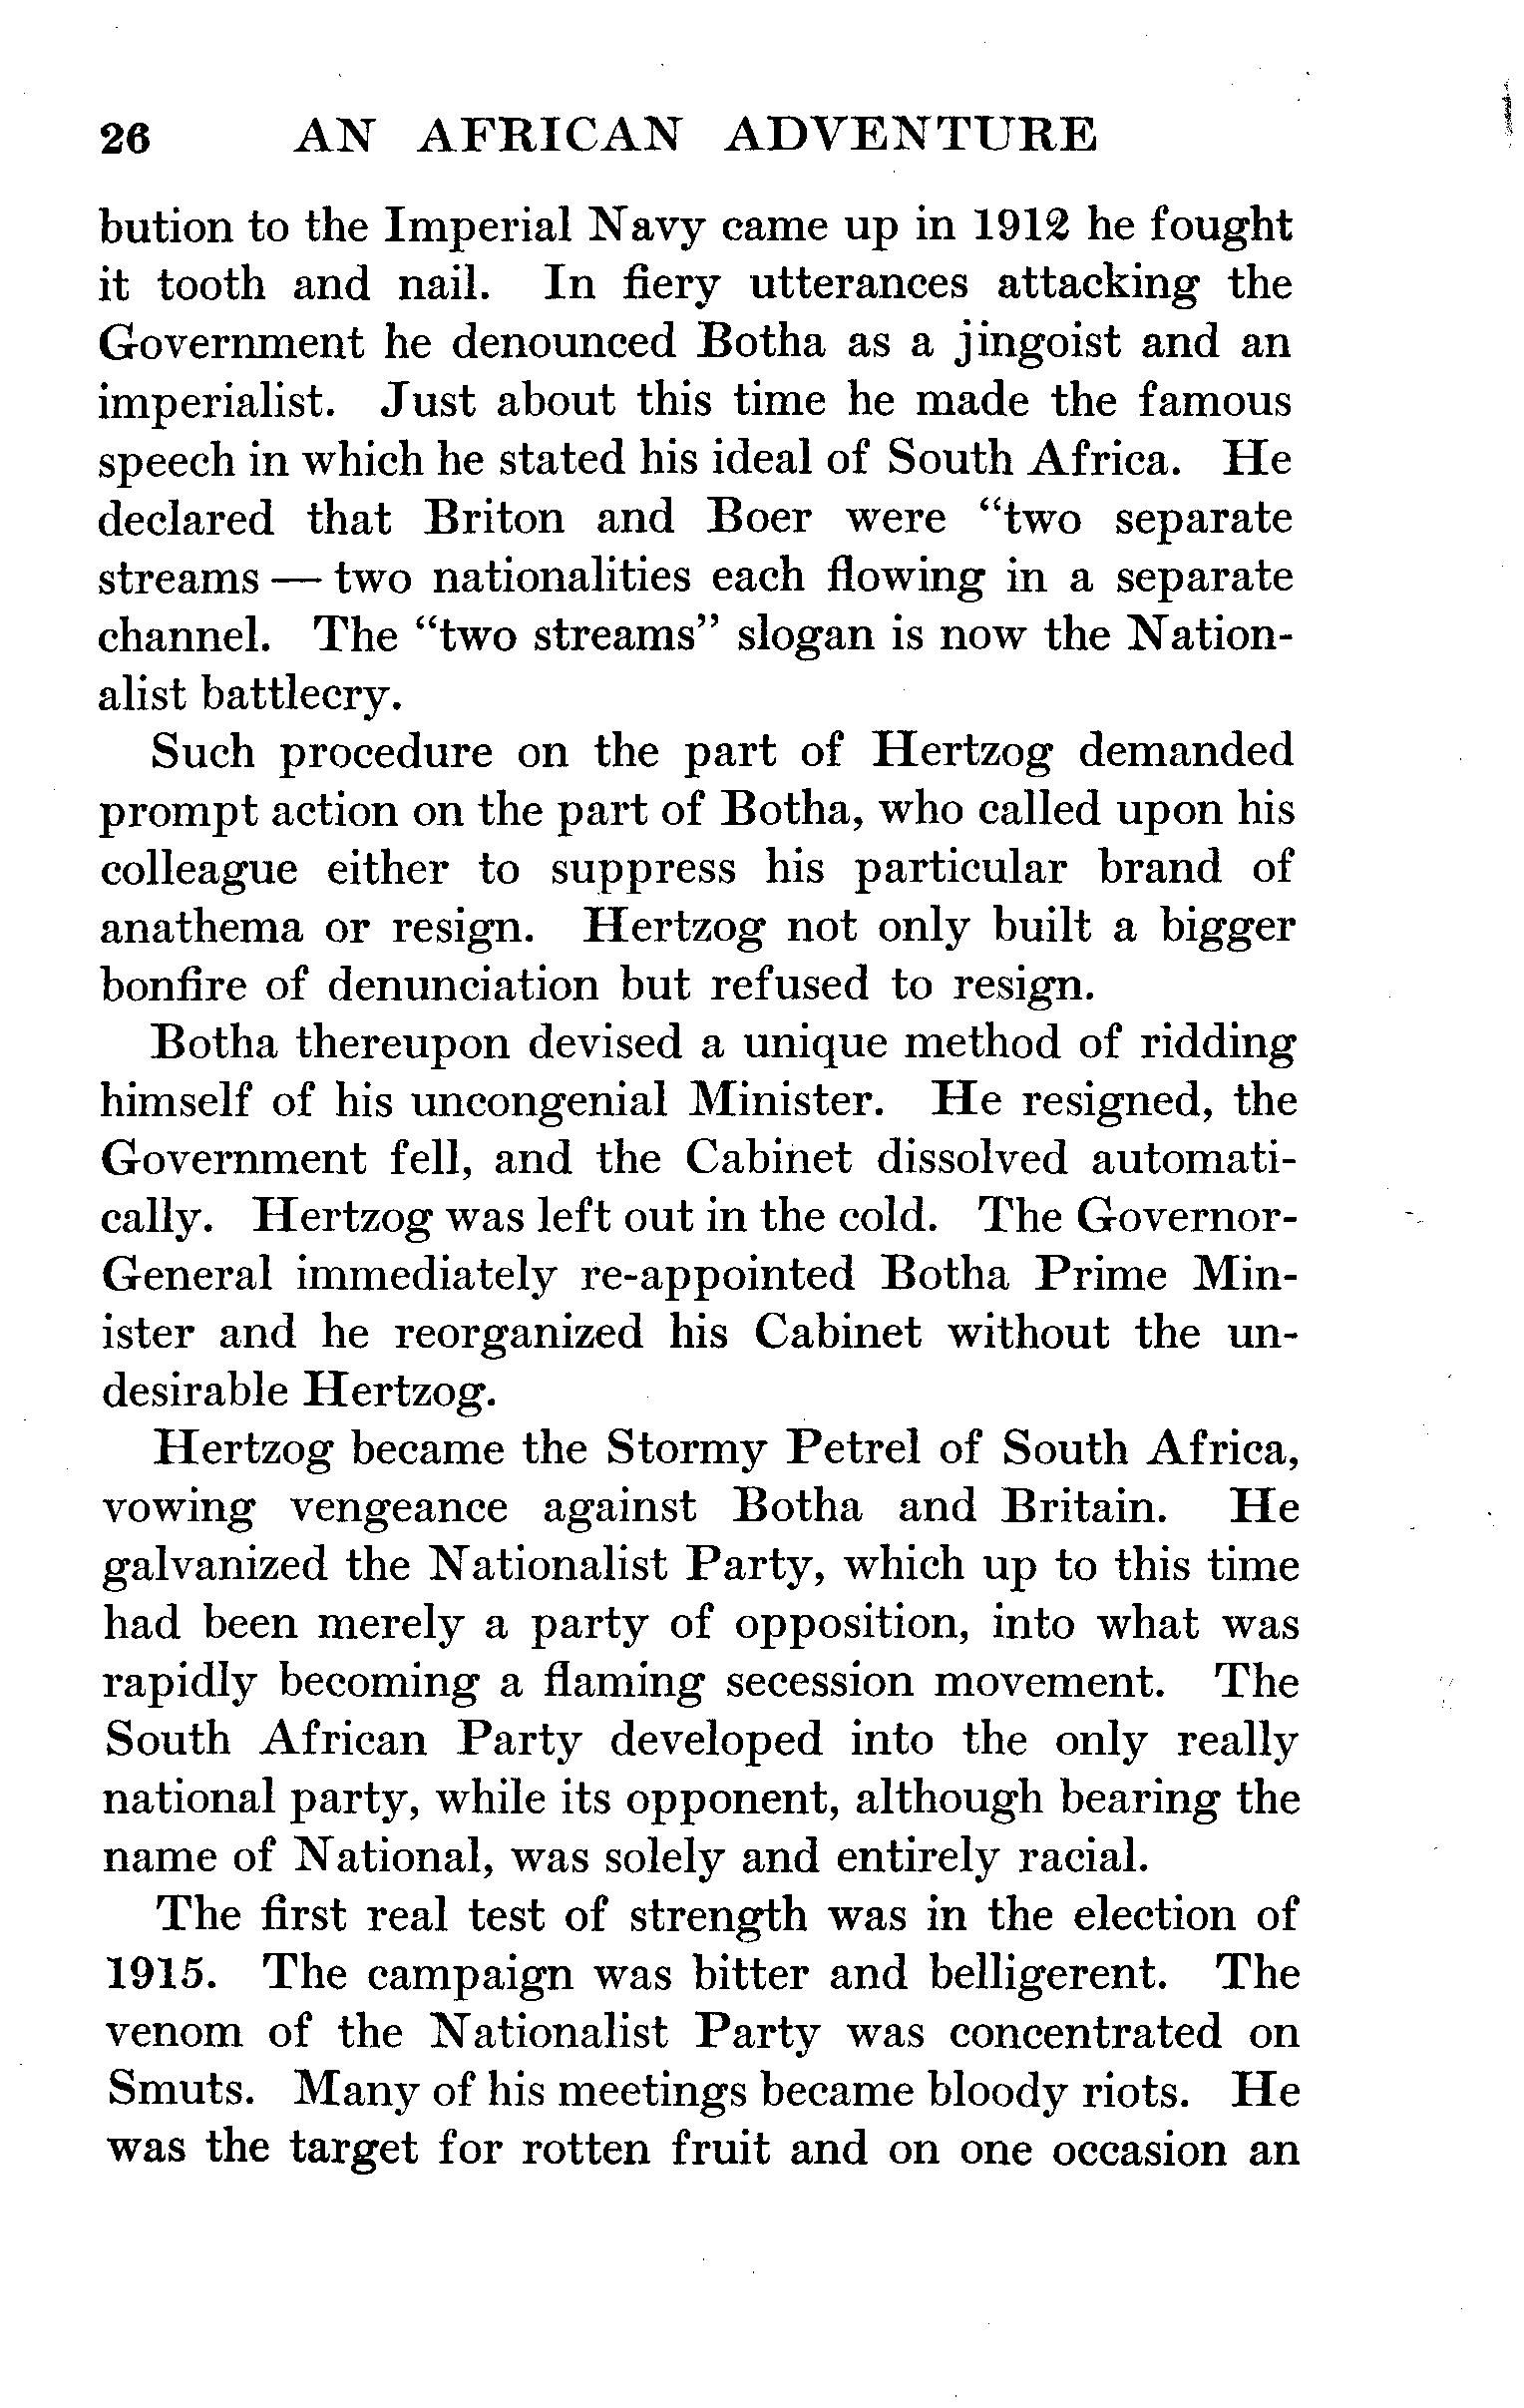 26 AN AFRICAN ADVENTURE
bution to the Imperial Navy came up in 1912 he fought
it tooth and nail. In fiery utterances attacking the
Government he denounced Botha as a jingoist and an
imperialist. Just about this time he made the famous
speech in which he stated his ideal of South Africa. He
declared that Briton and Boer were "two separate
streams — two nationalities each flowing in a separate
channel. The "two streams" slogan is now the Nation-
alist battlecry.
Such procedure on the part of Hertzog demanded
prompt action on the part of Botha, who called upon his
colleague either to suppress his particular brand of
anathema or resign. Hertzog not only built a bigger
bonfire of denunciation but refused to resign.
Botha thereupon devised a unique method of ridding
himself of his uncongenial Minister. He resigned, the
Government fell, and the Cabinet dissolved automati-
cally. Hertzog was left out in the cold. The Governor-
General immediately re-appointed Botha Prime Min-
ister and he reorganized his Cabinet without the un-
desirable Hertzog.
Hertzog became the Stormy Petrel of South Africa,
vowing vengeance against Botha and Britain. He
galvanized the Nationalist Party, which up to this time
had been merely a party of opposition, into what was
rapidly becoming a flaming secession movement. The
South African Party developed into the only really
national party, while its opponent, although bearing the
name of National, was solely and entirely racial.
The first real test of strength was in the election of
1915. The campaign was bitter and belligerent. The
venom of the Nationalist Party was concentrated on
Smuts. Many of his meetings became bloody riots. He
was the target for rotten fruit and on one occasion an